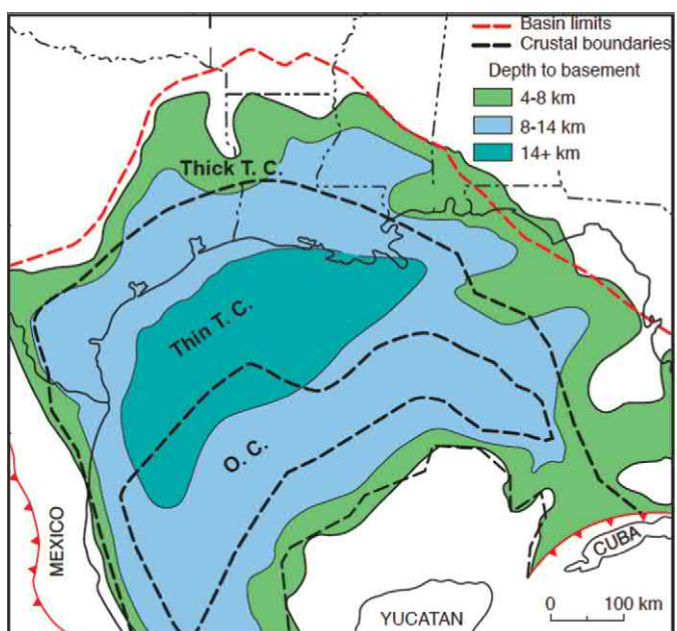 Basin limits
Crustal boundaries
Depth to basement
4-8 km
8-14 km
14+ km
Thick T. C.
Thin T. C.
O. C.
MEXICO
CUBA
YUCATAN
0 100 km